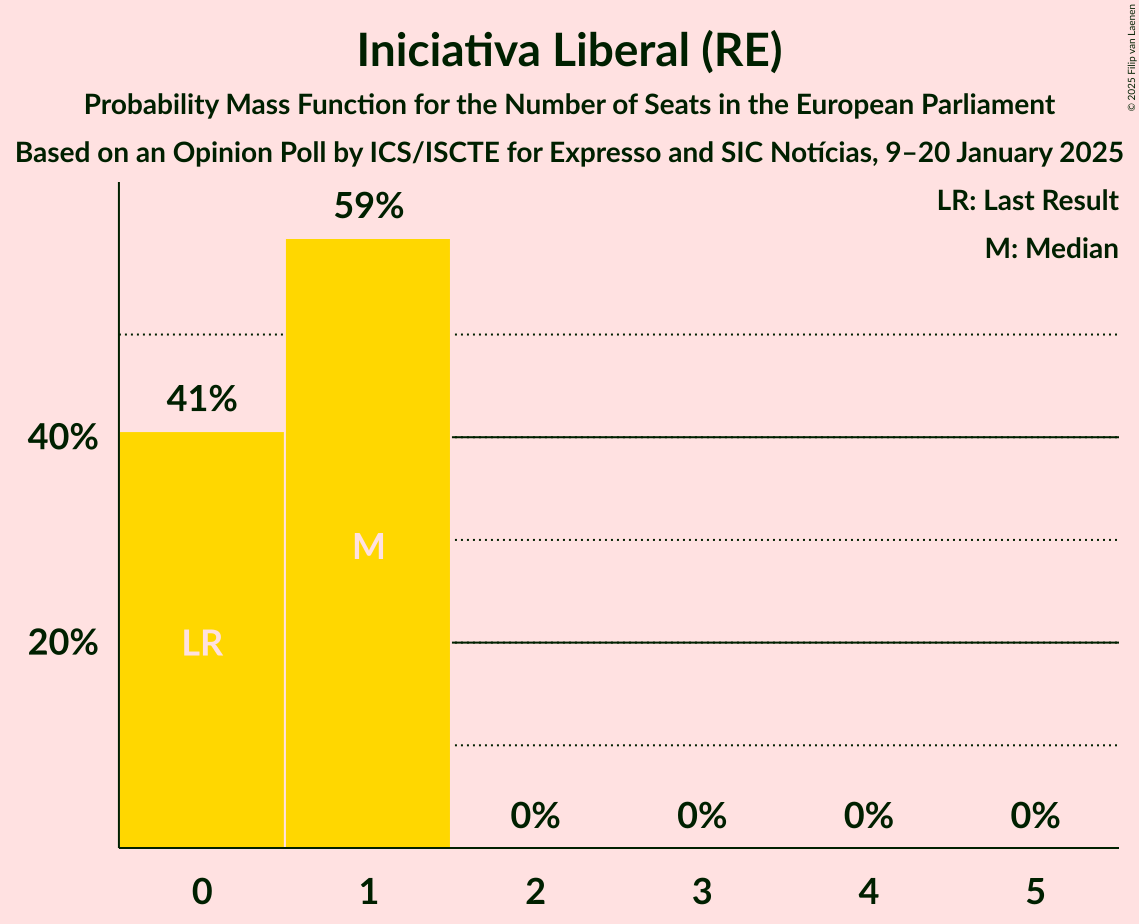 Iniciativa Liberal (RE)
Probability Mass Function for the Number of Seats in the European Parliament
Based on an Opinion Poll by ICS/ISCTE for Expresso and SIC Notícias, 9–20 January 2025
© 2025 Filip van Laenen
LR: Last Result
M: Median
59%
41%
40%
20%
M
LR
0%
0%
0%
0%
0
1
2
3
4
5